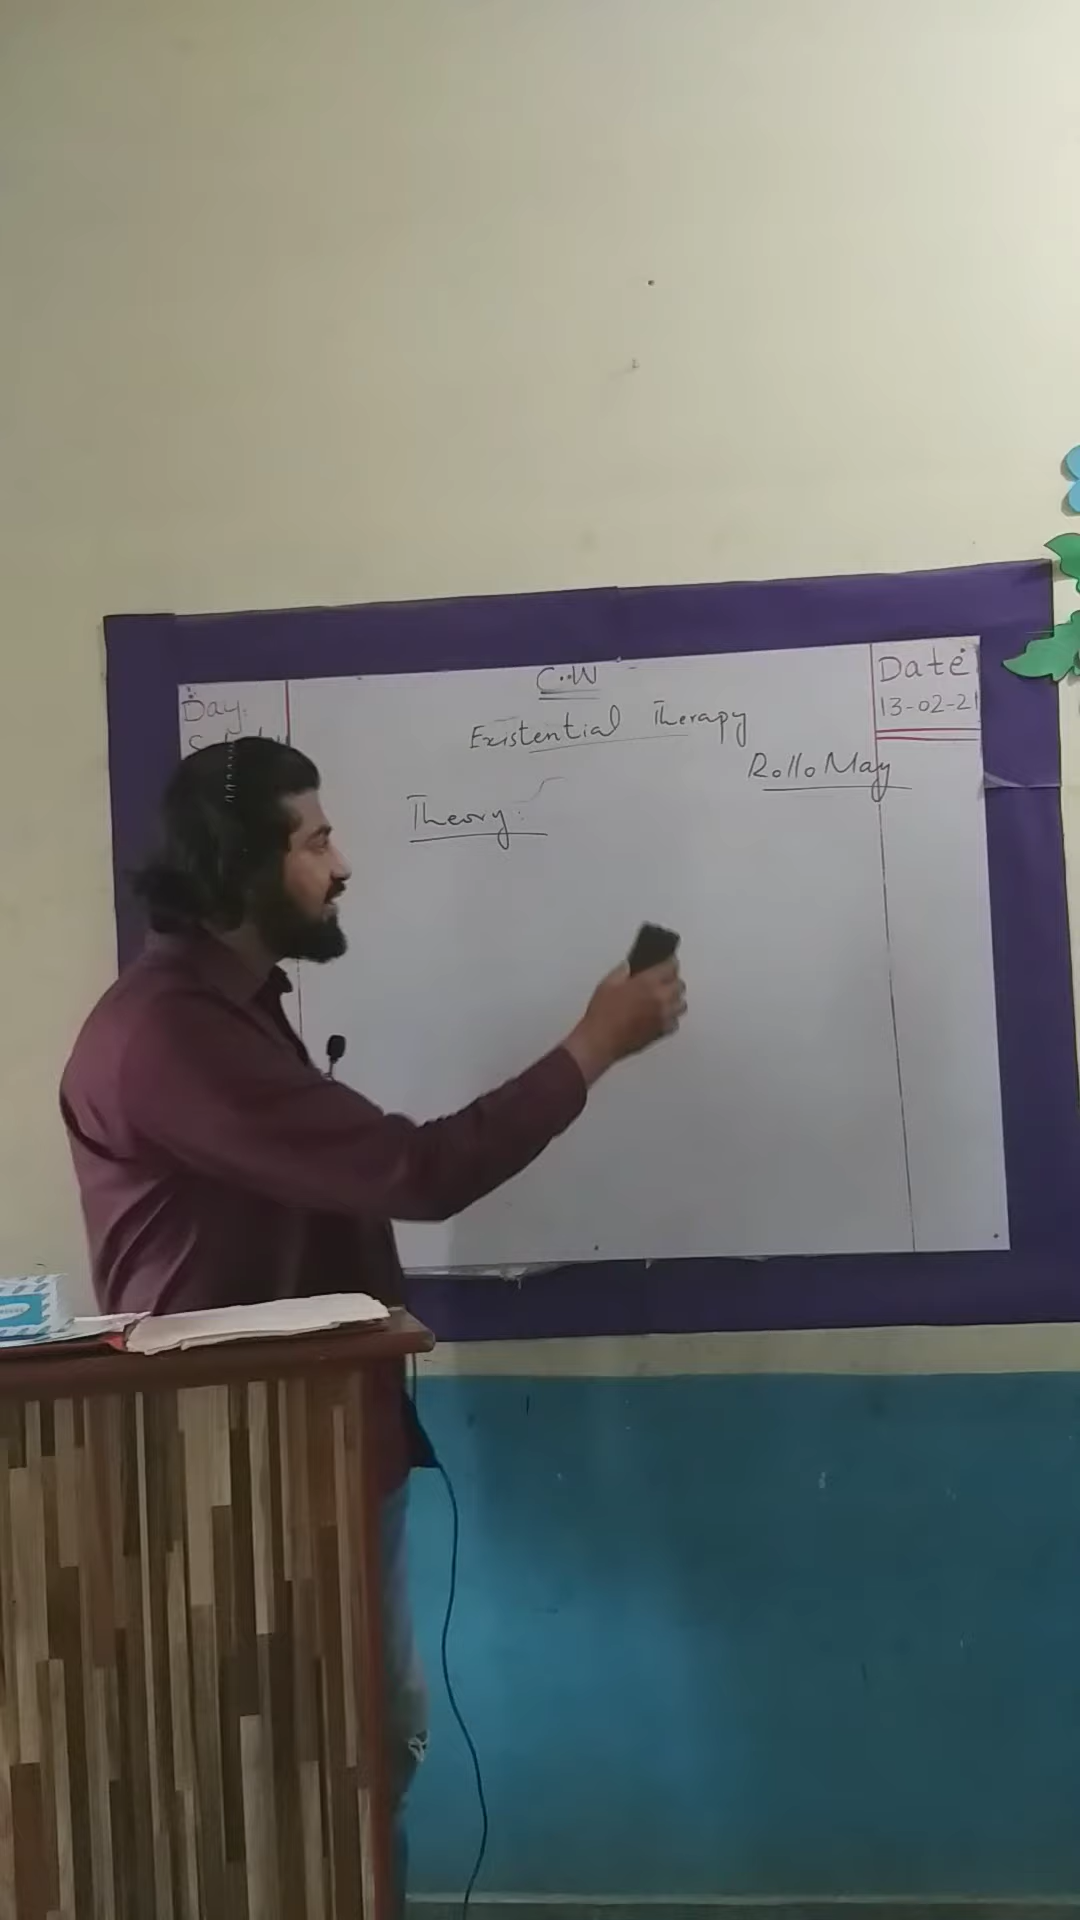 C.W
Date
Day:
13-02-21
Existential Therapy
Rollo May
Theory: